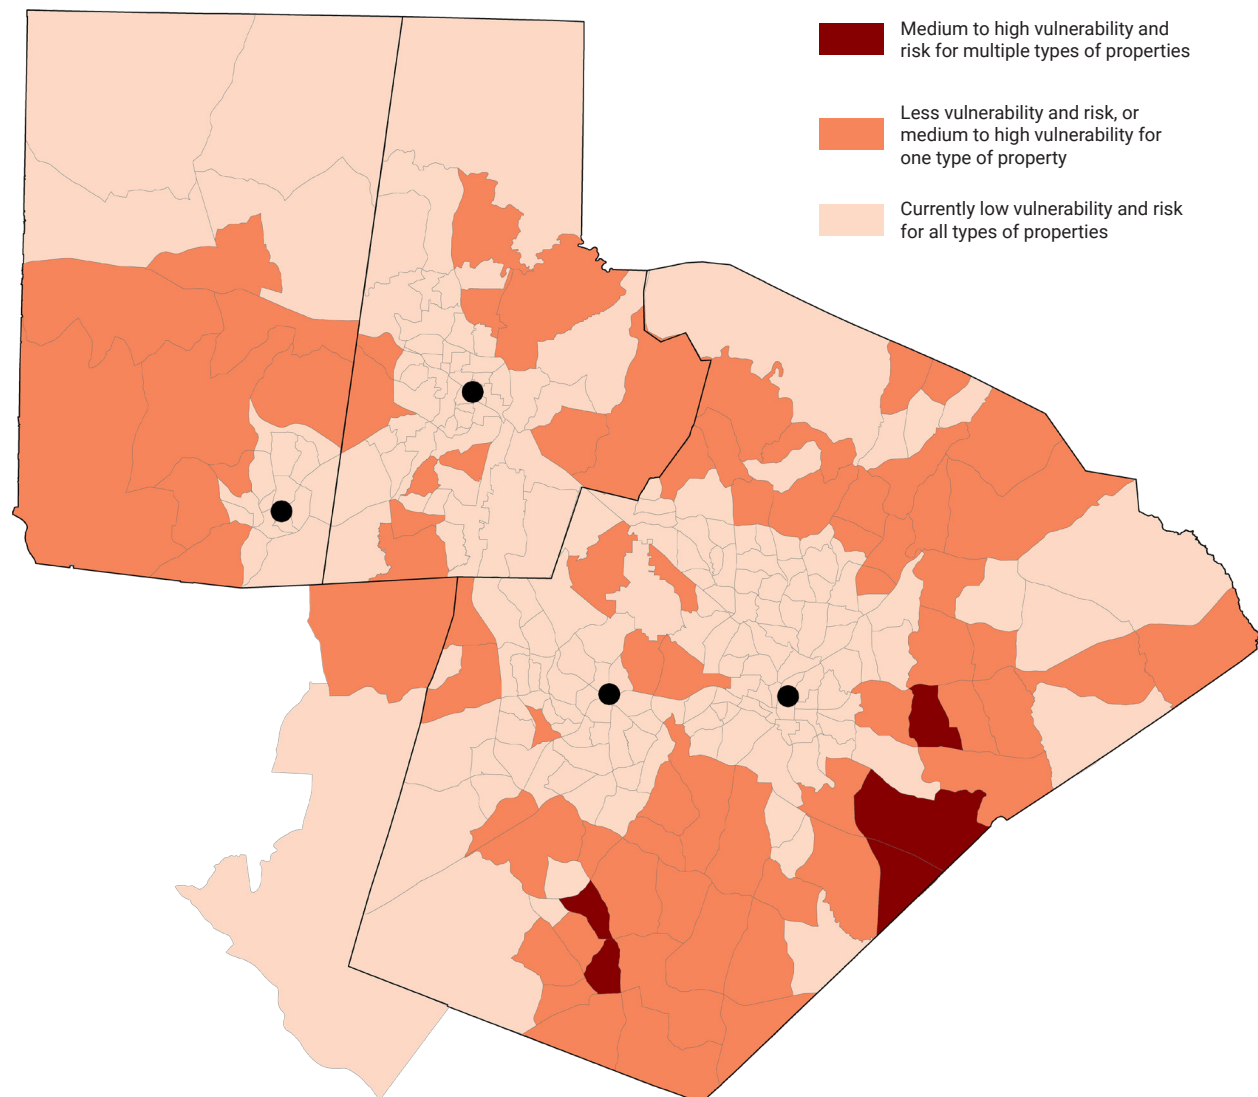 Medium to high vulnerability and
risk for multiple types of properties
Less vulnerability and risk, or
medium to high vulnerability for
one type of property
Currently low vulnerability and risk
for all types of properties